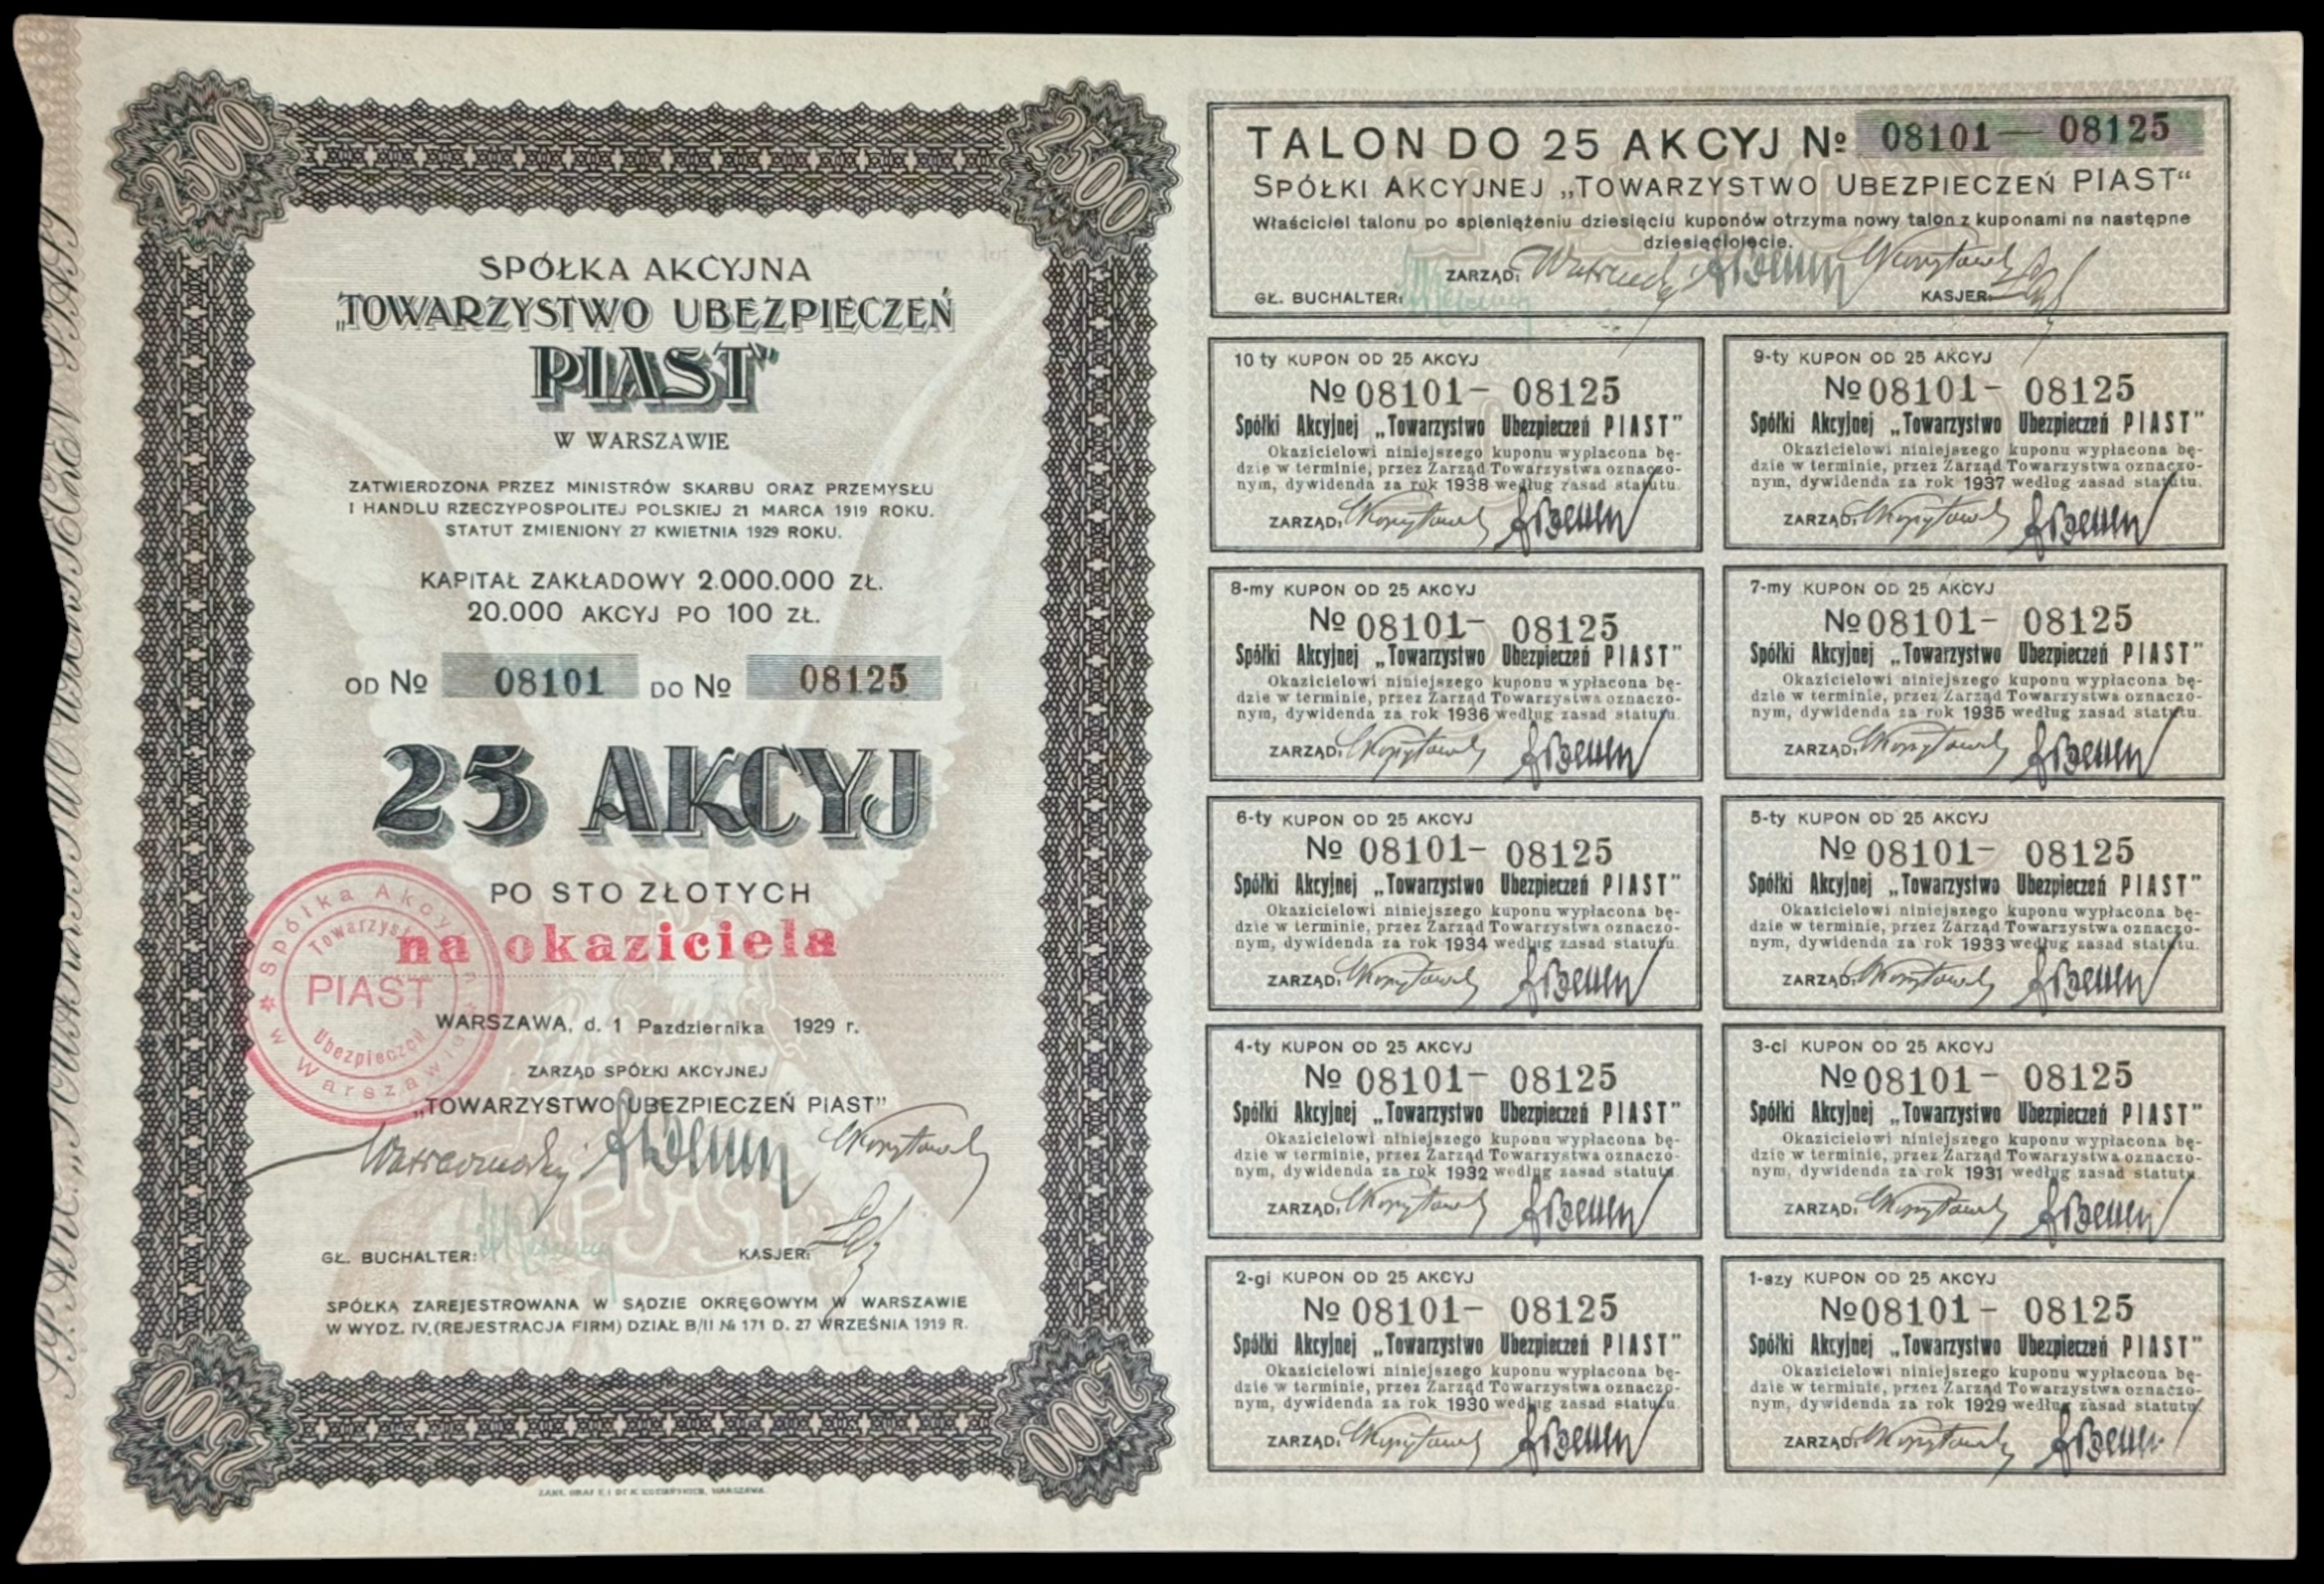 2500
2500
SPÓŁKA AKCYJNA
„TOWARZYSTWO UBEZPIECZEŃ
PIAST"
W WARSZAWIE
ZATWIERDZONA PRZEZ MINISTRÓW SKARBU ORAZ PRZEMYSŁU
I HANDLU RZECZYPOSPOLITEJ POLSKIEJ 21 MARCA 1919 ROKU.
STATUT ZMIENIONY 27 KWIETNIA 1929 ROKU.
KAPITAŁ ZAKŁADOWY 2.000.000 ZŁ.
20.000 AKCYJ PO 100 ZŁ.
OD № 08101 DO № 08125
25 AKCYJ
PO STO ZŁOTYCH
na okaziciela
Spółka Akcyjna
Towarzystwo
PIAST
Ubezpieczeń
w Warszawie
WARSZAWA, d. 1 Pazdziernika 1929 r.
ZARZĄD SPÓŁKI AKCYJNEJ
„TOWARZYSTWO UBEZPIECZEŃ PIAST"
PIAST
GŁ. BUCHALTER: KASJER:
SPÓŁKA ZAREJESTROWANA W SĄDZIE OKRĘGOWYM W WARSZAWIE
W WYDZ. IV. (REJESTRACJA FIRM) DZIAŁ B/II № 171 D. 27 WRZEŚNIA 1919 R.
2500
2500
TALON DO 25 AKCYJ № 08101 — 08125
SPÓŁKI AKCYJNEJ „TOWARZYSTWO UBEZPIECZEŃ PIAST"
Właściciel talonu po spieniężeniu dziesięciu kuponów otrzyma nowy talon z kuponami na następne
dziesięciolecie.
ZARZĄD:
GŁ. BUCHALTER: KASJER:
10 ty KUPON OD 25 AKCYJ
№ 08101 - 08125
Spółki Akcyjnej „Towarzystwo Ubezpieczeń PIAST"
Okazicielowi niniejszego kuponu wypłacona bę-
dzie w terminie, przez Zarząd Towarzystwa oznaczo-
nym, dywidenda za rok 1938 według zasad statutu.
ZARZĄD:
9-ty KUPON OD 25 AKCYJ
№ 08101 - 08125
Spółki Akcyjnej „Towarzystwo Ubezpieczeń PIAST"
Okazicielowi niniejszego kuponu wypłacona bę-
dzie w terminie, przez Zarząd Towarzystwa oznaczo-
nym, dywidenda za rok 1937 według zasad statutu.
ZARZĄD:
8-my KUPON OD 25 AKCYJ
№ 08101 - 08125
Spółki Akcyjnej „Towarzystwo Ubezpieczeń PIAST"
Okazicielowi niniejszego kuponu wypłacona bę-
dzie w terminie, przez Zarząd Towarzystwa oznaczo-
nym, dywidenda za rok 1936 według zasad statutu.
ZARZĄD:
7-my KUPON OD 25 AKCYJ
№ 08101 - 08125
Spółki Akcyjnej „Towarzystwo Ubezpieczeń PIAST"
Okazicielowi niniejszego kuponu wypłacona bę-
dzie w terminie, przez Zarząd Towarzystwa oznaczo-
nym, dywidenda za rok 1935 według zasad statutu.
ZARZĄD:
6-ty KUPON OD 25 AKCYJ
№ 08101 - 08125
Spółki Akcyjnej „Towarzystwo Ubezpieczeń PIAST"
Okazicielowi niniejszego kuponu wypłacona bę-
dzie w terminie, przez Zarząd Towarzystwa oznaczo-
nym, dywidenda za rok 1934 według zasad statutu.
ZARZĄD:
5-ty KUPON OD 25 AKCYJ
№ 08101 - 08125
Spółki Akcyjnej „Towarzystwo Ubezpieczeń PIAST"
Okazicielowi niniejszego kuponu wypłacona bę-
dzie w terminie, przez Zarząd Towarzystwa oznaczo-
nym, dywidenda za rok 1933 według zasad statutu.
ZARZĄD:
4-ty KUPON OD 25 AKCYJ
№ 08101 - 08125
Spółki Akcyjnej „Towarzystwo Ubezpieczeń PIAST"
Okazicielowi niniejszego kuponu wypłacona bę-
dzie w terminie, przez Zarząd Towarzystwa oznaczo-
nym, dywidenda za rok 1932 według zasad statutu.
ZARZĄD:
3-ci KUPON OD 25 AKCYJ
№ 08101 - 08125
Spółki Akcyjnej „Towarzystwo Ubezpieczeń PIAST"
Okazicielowi niniejszego kuponu wypłacona bę-
dzie w terminie, przez Zarząd Towarzystwa oznaczo-
nym, dywidenda za rok 1931 według zasad statutu.
ZARZĄD:
2-gi KUPON OD 25 AKCYJ
№ 08101 - 08125
Spółki Akcyjnej „Towarzystwo Ubezpieczeń PIAST"
Okazicielowi niniejszego kuponu wypłacona bę-
dzie w terminie, przez Zarząd Towarzystwa oznaczo-
nym, dywidenda za rok 1930 według zasad statutu.
ZARZĄD:
1-szy KUPON OD 25 AKCYJ
№ 08101 - 08125
Spółki Akcyjnej „Towarzystwo Ubezpieczeń PIAST"
Okazicielowi niniejszego kuponu wypłacona bę-
dzie w terminie, przez Zarząd Towarzystwa oznaczo-
nym, dywidenda za rok 1929 według zasad statutu.
ZARZĄD: